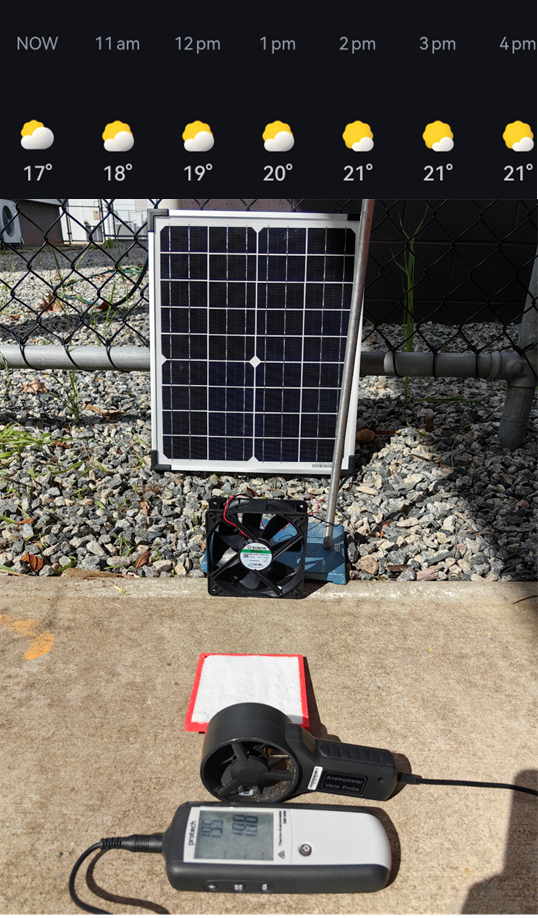 NOW 11 am 12 pm 1 pm 2 pm 3 pm 4 pm
17° 18° 19° 20° 21° 21° 21°
SUNON
Anemometer
Vane Probe
protech